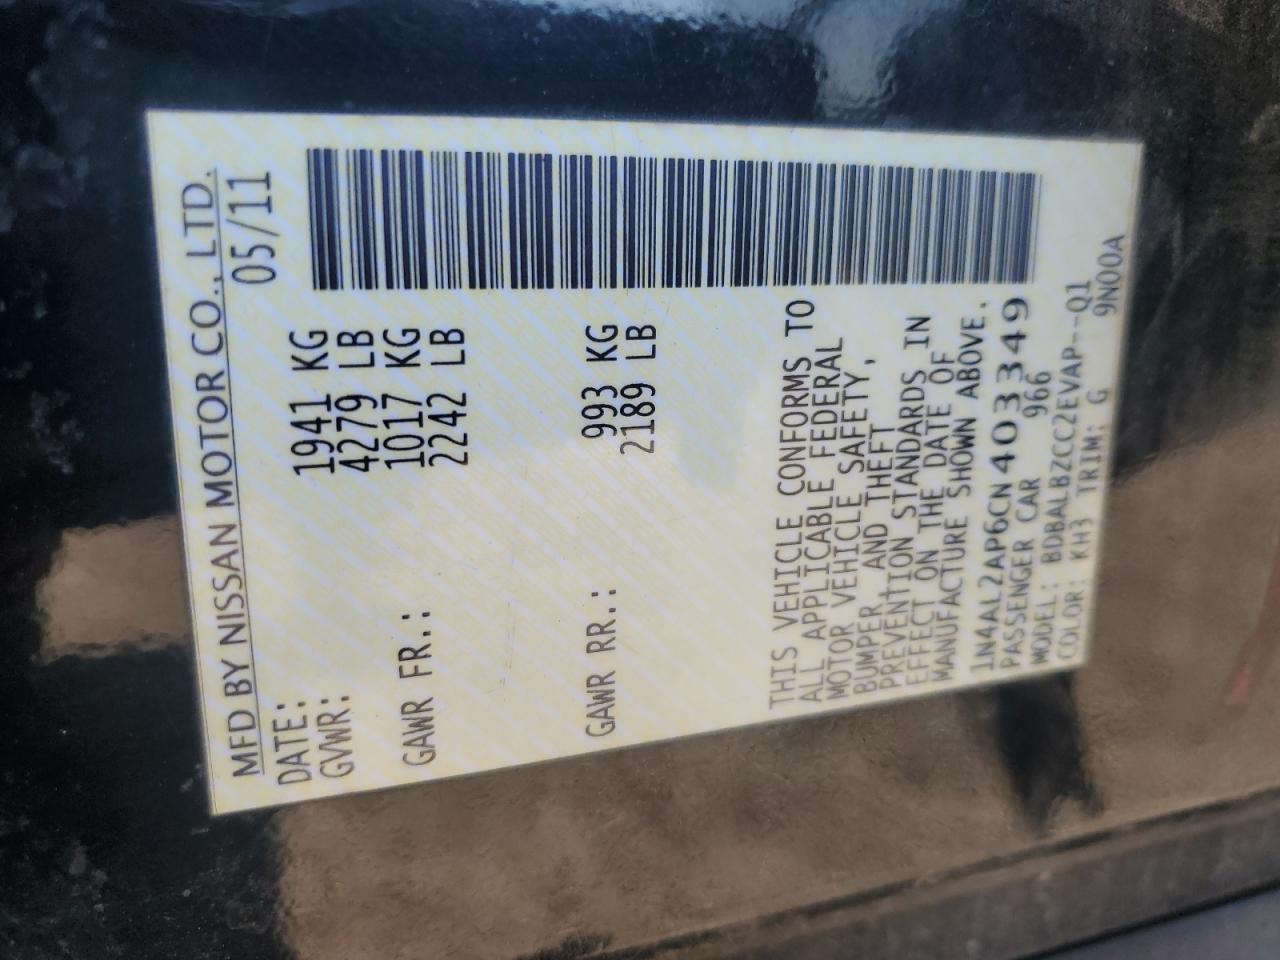 MFD BY NISSAN MOTOR CO., LTD.
DATE: 05/11
GVWR: 1941 KG
4279 LB
GAWR FR.: 1017 KG
2242 LB
GAWR RR.: 993 KG
2189 LB
THIS VEHICLE CONFORMS TO
ALL APPLICABLE FEDERAL
MOTOR VEHICLE SAFETY,
BUMPER, AND THEFT
PREVENTION STANDARDS IN
EFFECT ON THE DATE OF
MANUFACTURE SHOWN ABOVE.
1N4AL2AP6CN403349
PASSENGER CAR 966
MODEL: BDBALBZCC2EVAP--Q1
COLOR: KH3 TRIM: G 9N00A